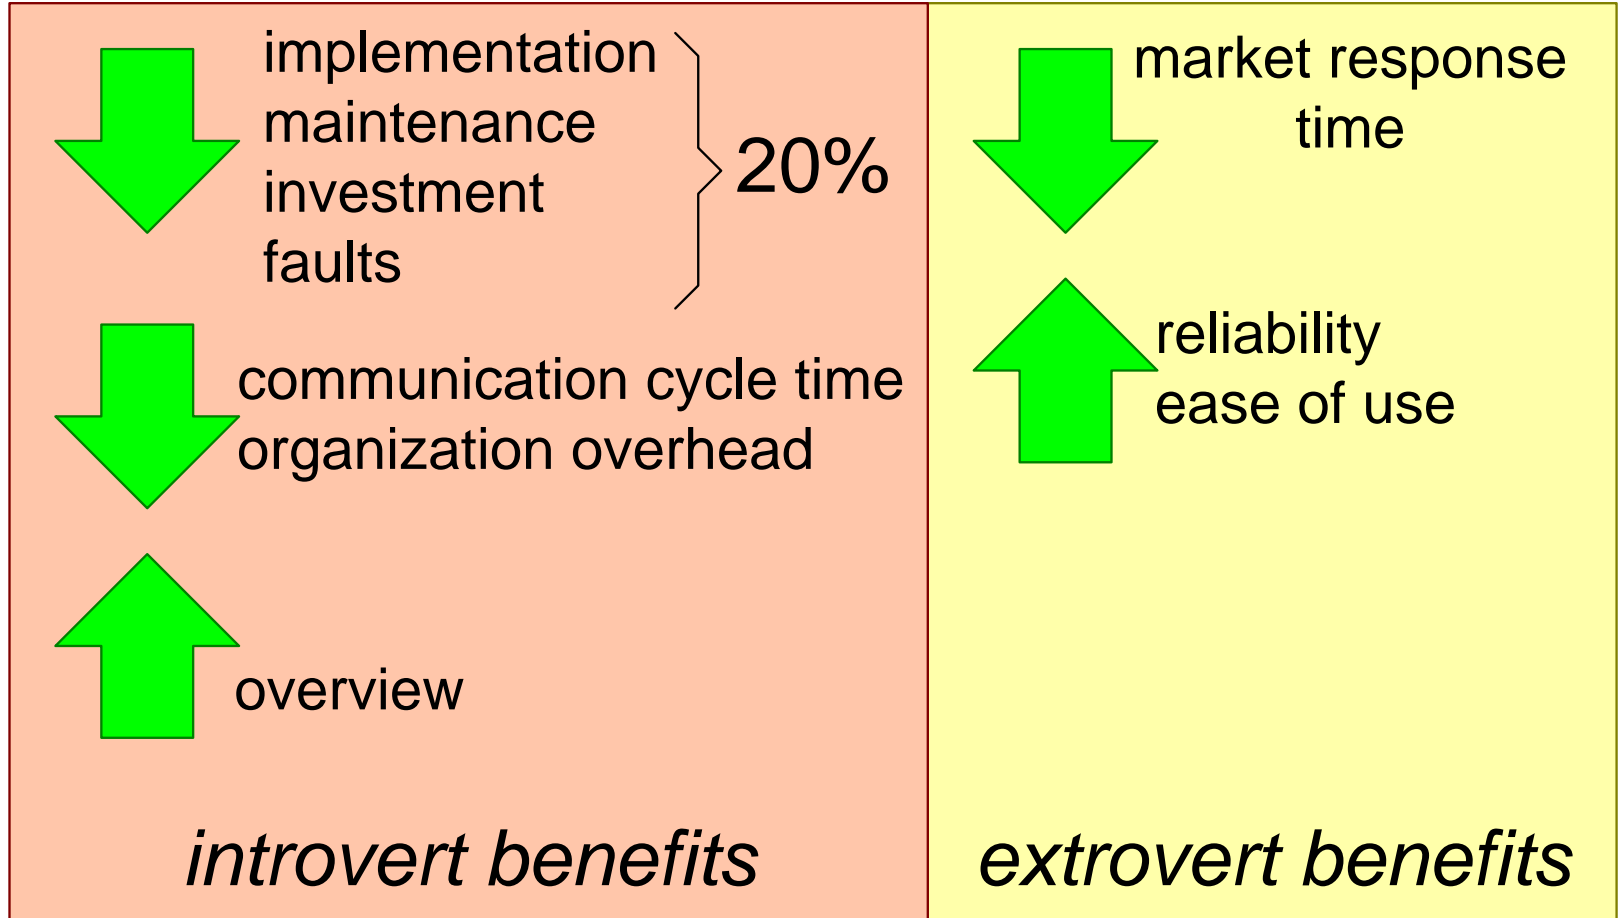 implementation
maintenance
investment
faults
20%
communication cycle time
organization overhead
overview
introvert benefits
market response
time
reliability
ease of use
extrovert benefits